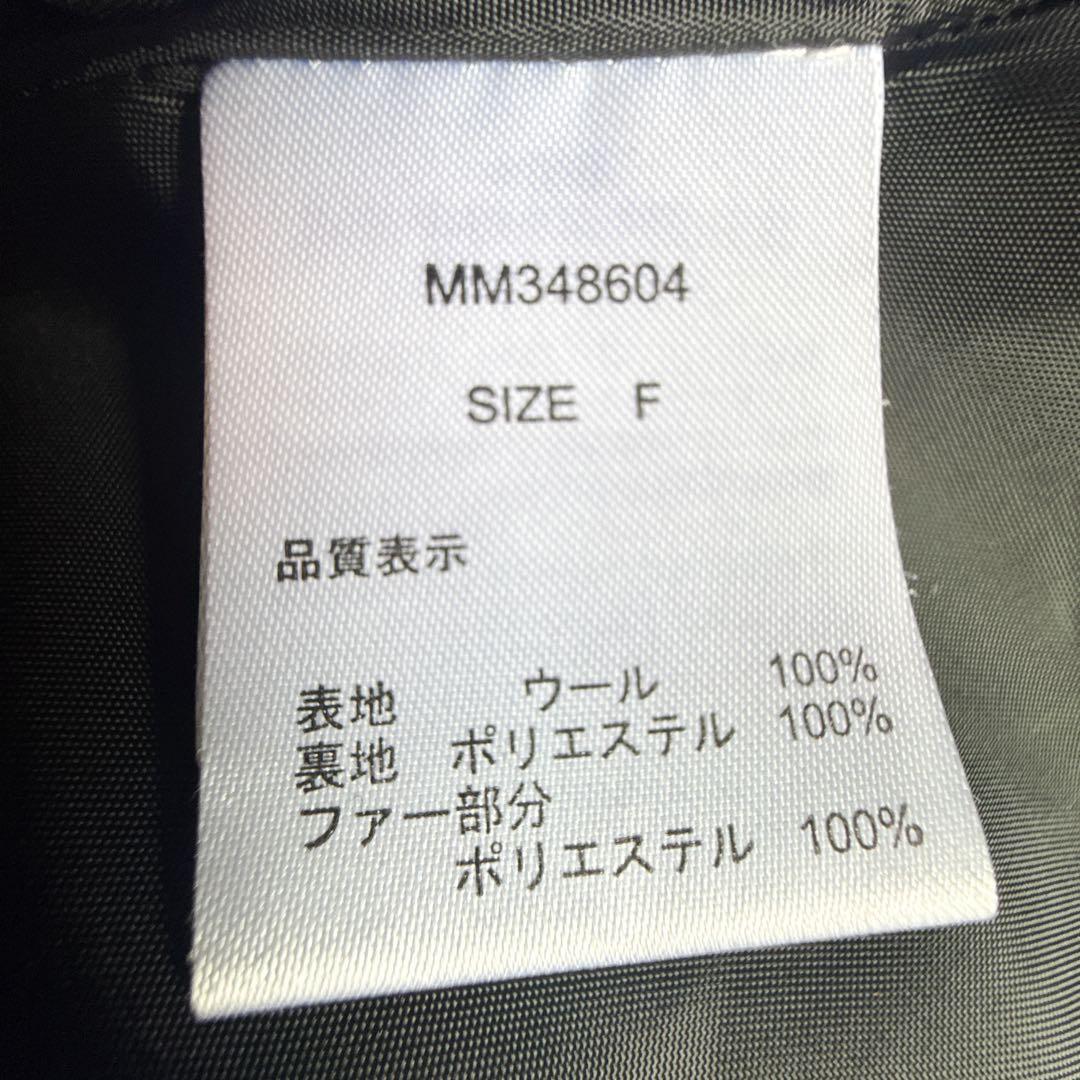 MM348604
SIZE F
品質表示
表地 ウール 100%
裏地 ポリエステル 100%
ファー部分
ポリエステル 100%